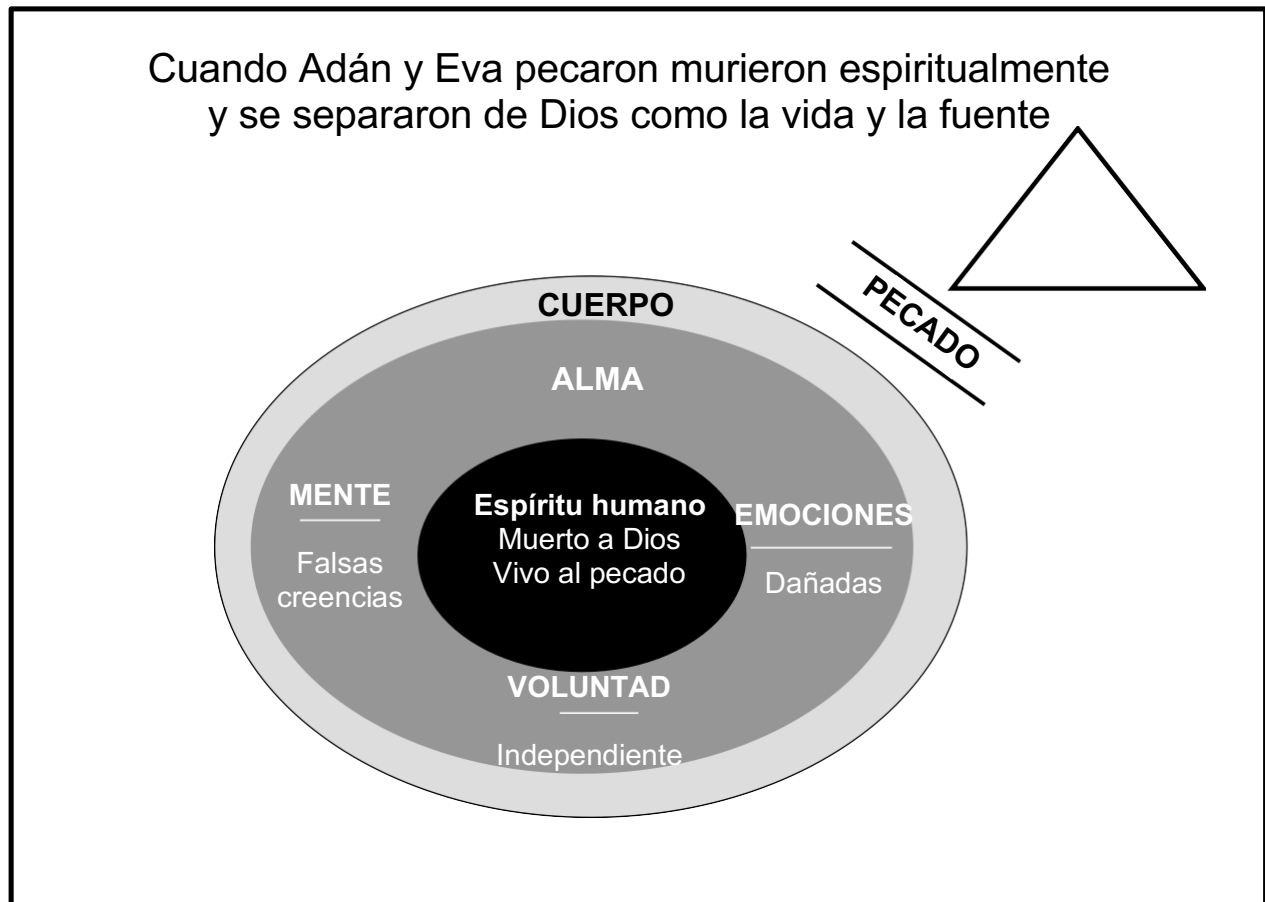 Cuando Adán y Eva pecaron murieron espiritualmente
y se separaron de Dios como la vida y la fuente
PECADO
CUERPO
ALMA
MENTE
Falsas
creencias
Espíritu humano
Muerto a Dios
Vivo al pecado
EMOCIONES
Dañadas
VOLUNTAD
Independiente